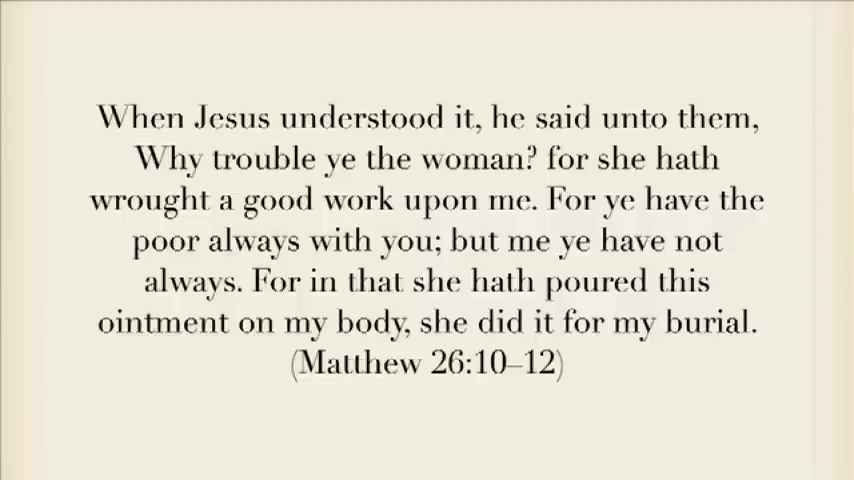 When Jesus understood it, he said unto them,
Why trouble ye the woman? for she hath
wrought a good work upon me. For ye have the
poor always with you; but me ye have not
always. For in that she hath poured this
ointment on my body, she did it for my burial.
(Matthew 26:10–12)